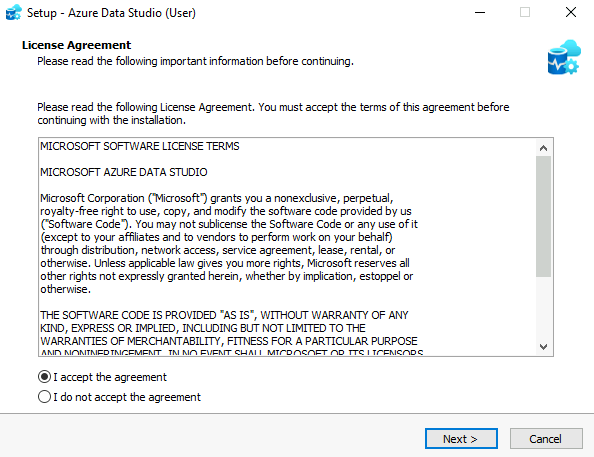 Setup - Azure Data Studio (User)
License Agreement
Please read the following important information before continuing.
Please read the following License Agreement. You must accept the terms of this agreement before
continuing with the installation.
MICROSOFT SOFTWARE LICENSE TERMS
MICROSOFT AZURE DATA STUDIO
Microsoft Corporation ("Microsoft") grants you a nonexclusive, perpetual,
royalty-free right to use, copy, and modify the software code provided by us
("Software Code"). You may not sublicense the Software Code or any use of it
(except to your affiliates and to vendors to perform work on your behalf)
through distribution, network access, service agreement, lease, rental, or
otherwise. Unless applicable law gives you more rights, Microsoft reserves all
other rights not expressly granted herein, whether by implication, estoppel or
otherwise.
THE SOFTWARE CODE IS PROVIDED "AS IS", WITHOUT WARRANTY OF ANY
KIND, EXPRESS OR IMPLIED, INCLUDING BUT NOT LIMITED TO THE
WARRANTIES OF MERCHANTABILITY, FITNESS FOR A PARTICULAR PURPOSE
AND NONINFRINGEMENT. IN NO EVENT SHALL MICROSOFT OR ITS LICENSORS
I accept the agreement
I do not accept the agreement
Next >
Cancel